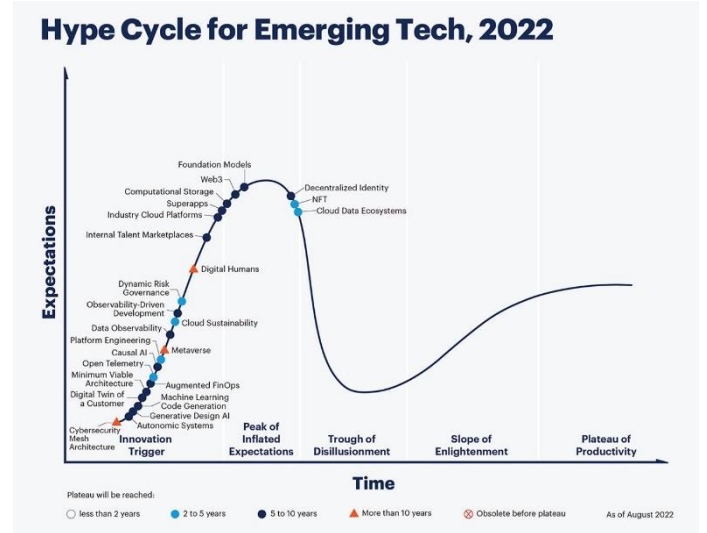 Hype Cycle for Emerging Tech, 2022
Expectations
Foundation Models
Web3
Computational Storage
Superapps
Industry Cloud Platforms
Internal Talent Marketplaces
Decentralized Identity
NFT
Cloud Data Ecosystems
Digital Humans
Dynamic Risk
Governance
Observability-Driven
Development
Cloud Sustainability
Data Observability
Platform Engineering
Metaverse
Causal AI
Open Telemetry
Minimum Viable
Architecture
Augmented FinOps
Digital Twin of
a Customer
Machine Learning
Code Generation
Generative Design AI
Autonomic Systems
Cybersecurity
Mesh
Architecture
Innovation
Trigger
Peak of
Inflated
Expectations
Trough of
Disillusionment
Slope of
Enlightenment
Plateau of
Productivity
Time
Plateau will be reached:
less than 2 years
2 to 5 years
5 to 10 years
More than 10 years
Obsolete before plateau
As of August 2022